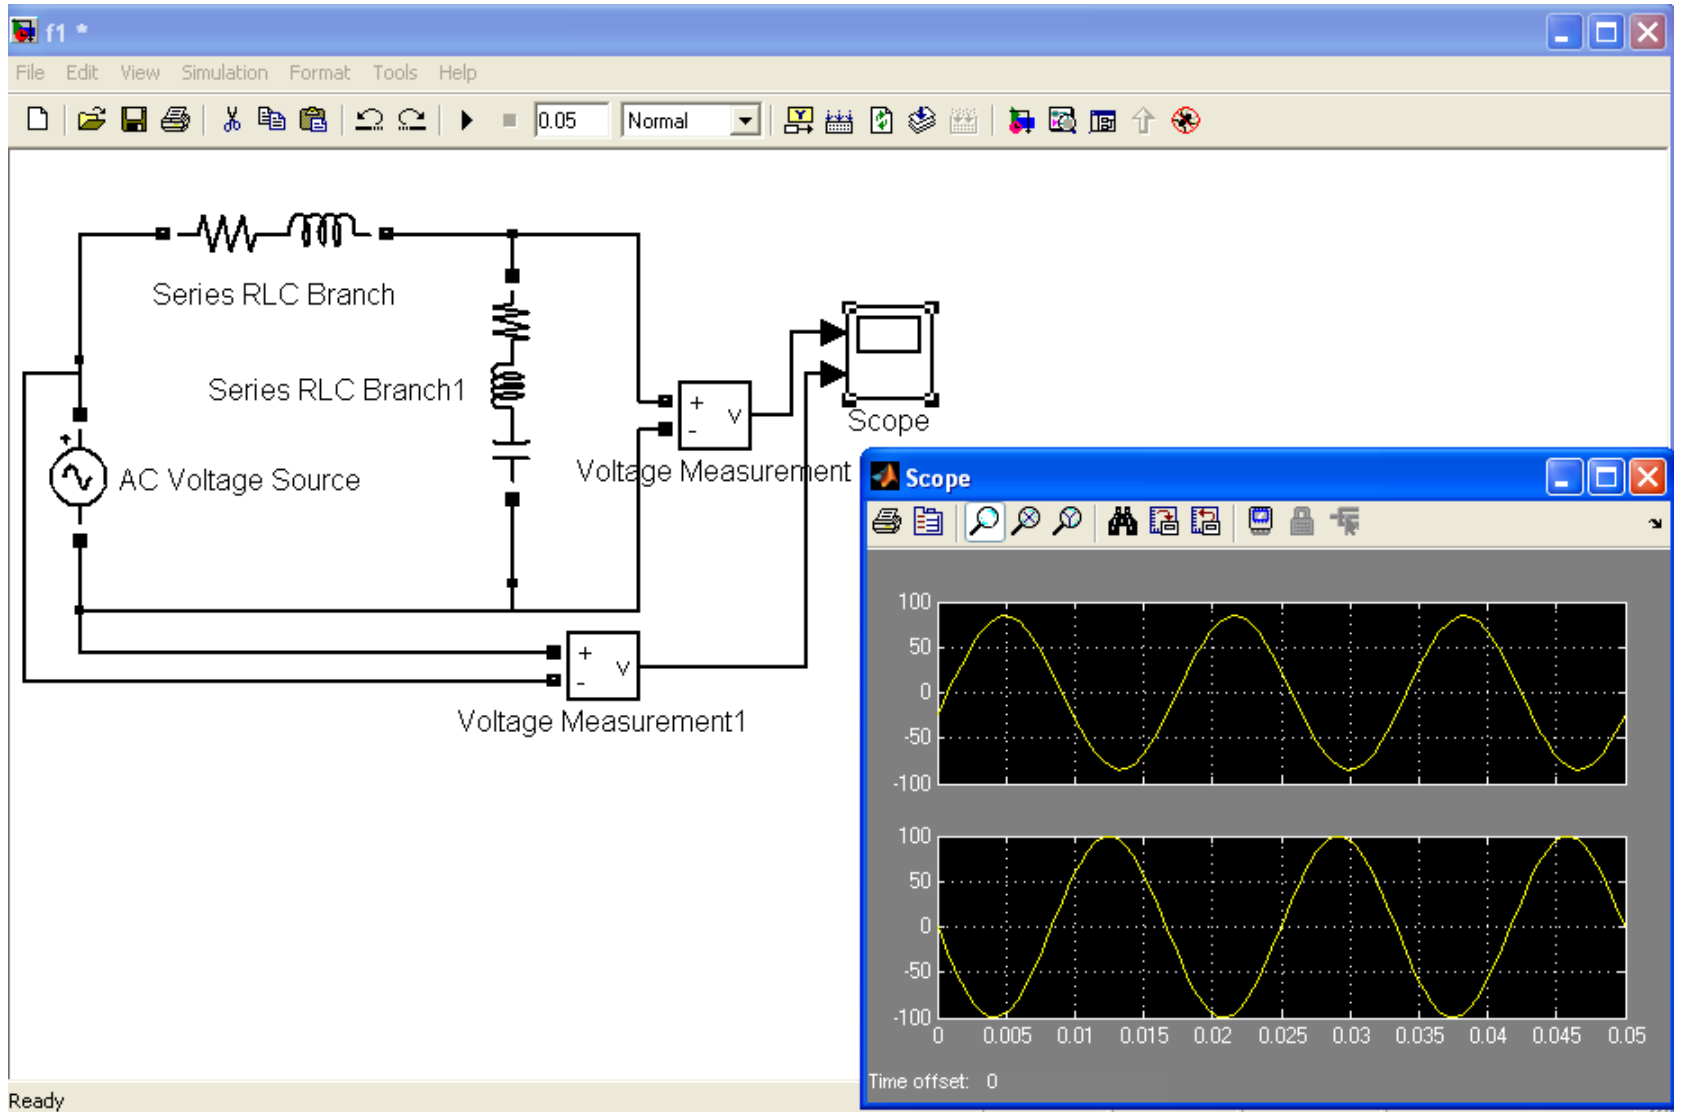 f1 *
File Edit View Simulation Format Tools Help
0.05 Normal
Series RLC Branch
Series RLC Branch1
+ v
-
Scope
AC Voltage Source
Voltage Measurement
+ v
-
Voltage Measurement1
Scope
100
50
0
-50
-100
100
50
0
-50
-100
0 0.005 0.01 0.015 0.02 0.025 0.03 0.035 0.04 0.045 0.05
Time offset: 0
Ready